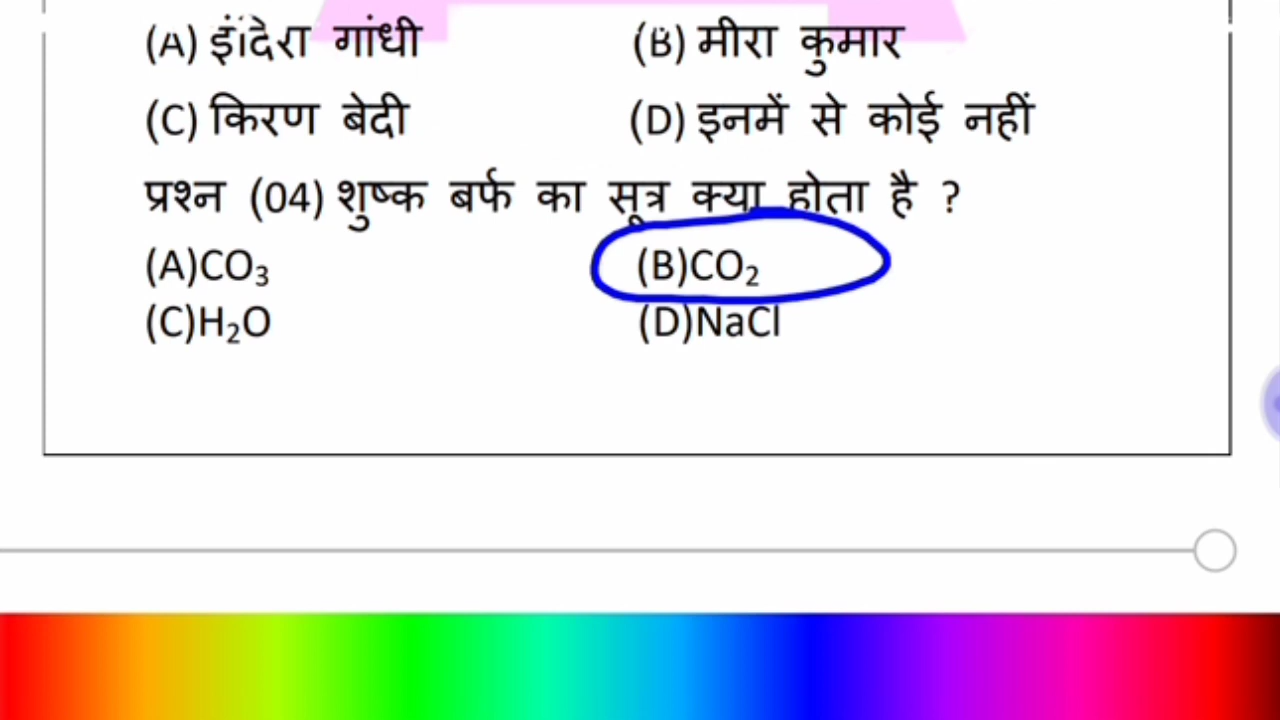 (A) इंदिरा गांधी (B) मीरा कुमार
(C) किरण बेदी (D) इनमें से कोई नहीं
प्रश्न (04) शुष्क बर्फ का सूत्र क्या होता है ?
(A)CO₃ (B)CO₂
(C)H₂O (D)NaCl